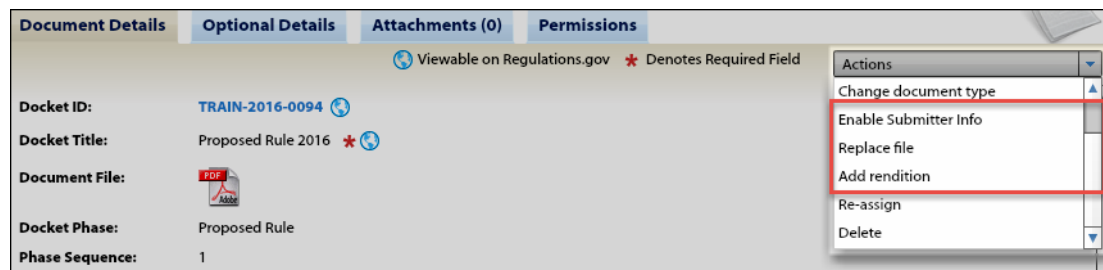 Document Details Optional Details Attachments (0) Permissions
Viewable on Regulations.gov * Denotes Required Field
Actions
Change document type
Enable Submitter Info
Replace file
Add rendition
Re-assign
Delete
Docket ID: TRAIN-2016-0094
Docket Title: Proposed Rule 2016 *
Document File: PDF Adobe
Docket Phase: Proposed Rule
Phase Sequence: 1